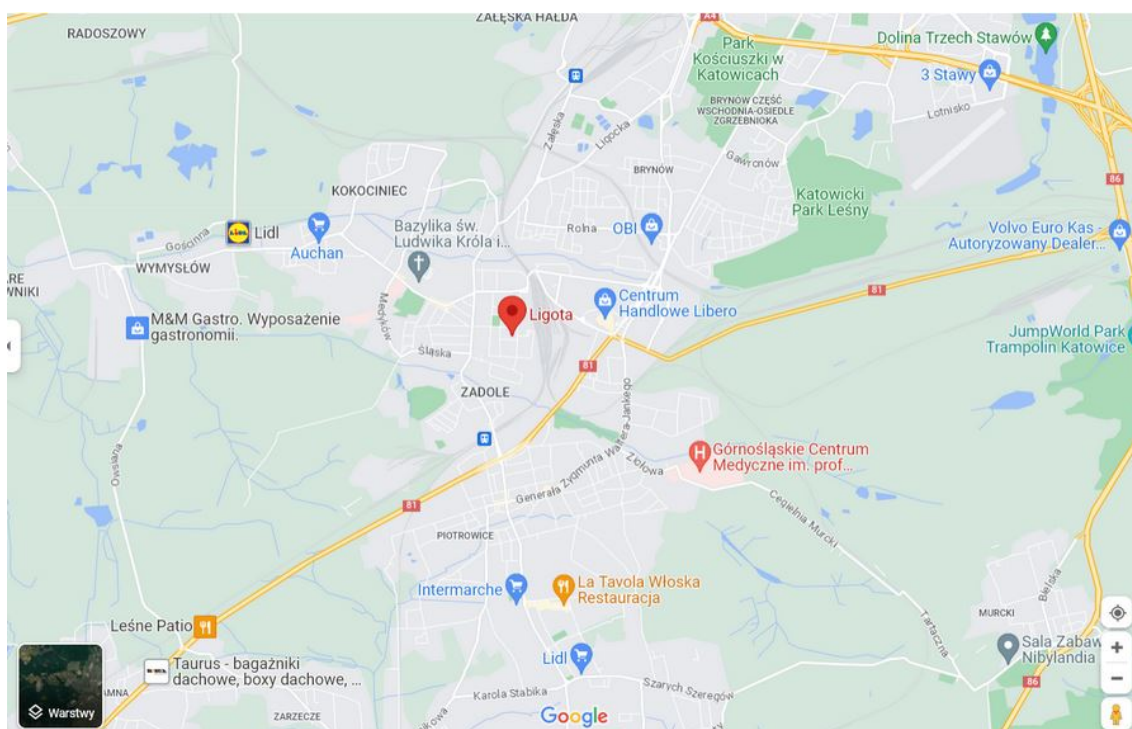 ZAŁĘSKA HAŁDA
A4
RADOSZOWY
Park
Kościuszki w
Katowicach
Dolina Trzech Stawów
3 Stawy
Lotnisko
BRYNÓW CZĘŚĆ
WSCHODNIA-OSIEDLE
ZGRZEBNIOKA
Załęska
Ligocka
Gawronów
BRYNÓW
86
KOKOCINIEC
Katowicki
Park Leśny
Gościnna
Lidl
Auchan
Bazylika św.
Ludwika Króla i...
Rolna
OBI
Volvo Euro Kas -
Autoryzowany Dealer...
WYMYSŁÓW
81
Medyków
Centrum
Handlowe Libero
Ligota
M&M Gastro. Wyposażenie
gastronomii.
JumpWorld Park
Trampolin Katowice
Śląska
81
ZADOLE
Generała Zygmunta Waltera-Jankego
Ziołowa
Górnośląskie Centrum
Medyczne im. prof...
Owsiana
81
Cegielnia Murcki
PIOTROWICE
Intermarche
La Tavola Włoska
Restauracja
Bielska
MURCKI
Leśne Patio
Tartaczna
Sala Zabaw
Nibylandia
Lidl
Taurus - bagażniki
dachowe, boxy dachowe, ...
Karola Stabika
Szarych Szeregów
86
ZARZECZE
Warstwy
Google